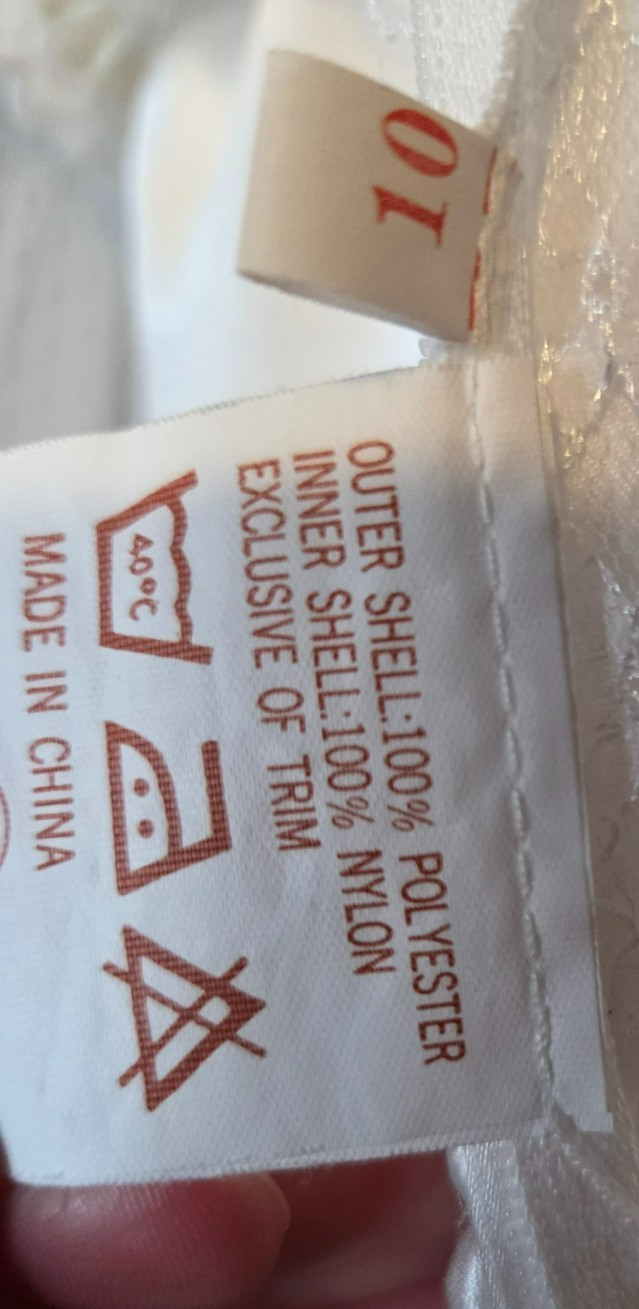 10
OUTER SHELL:100% POLYESTER
INNER SHELL:100% NYLON
EXCLUSIVE OF TRIM
40°C
MADE IN CHINA